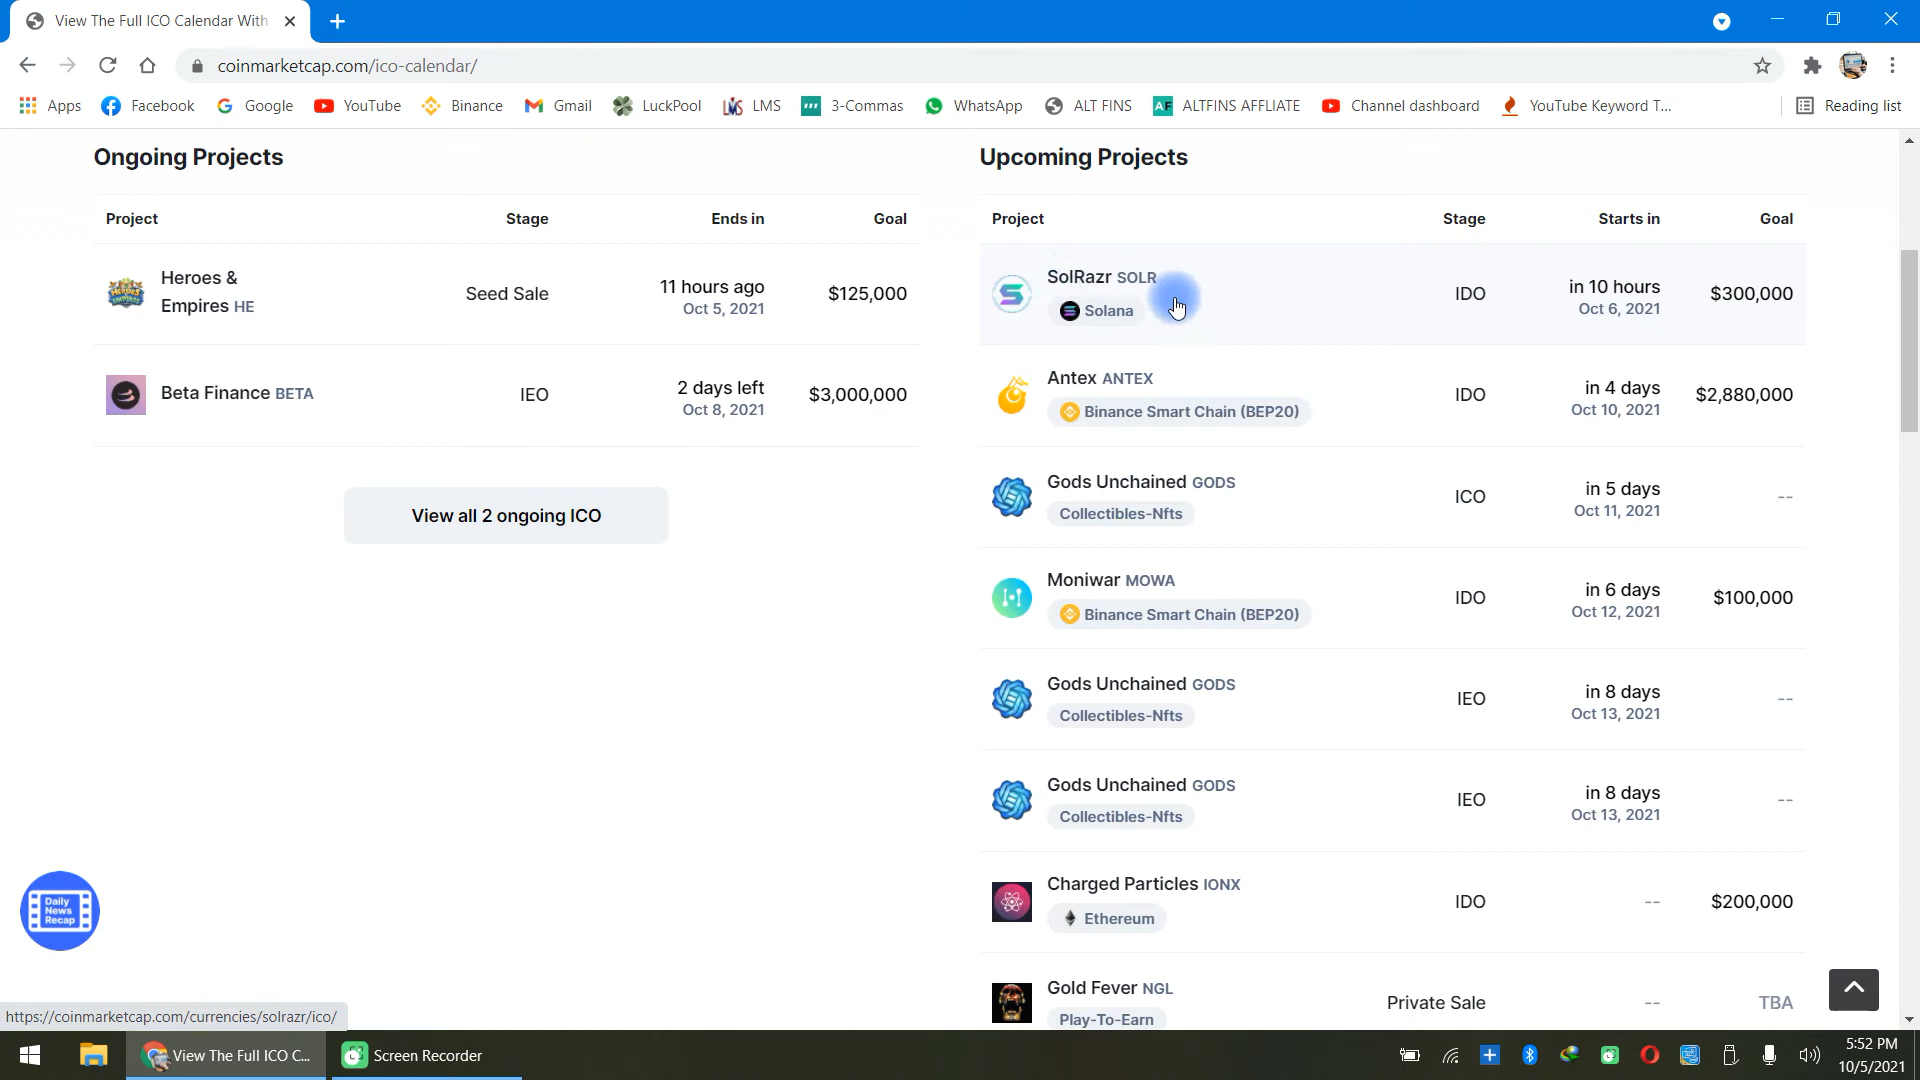 View The Full ICO Calendar With
coinmarketcap.com/ico-calendar/
Apps Facebook Google YouTube Binance Gmail LuckPool LMS 3-Commas WhatsApp ALT FINS ALTFINS AFFLIATE Channel dashboard YouTube Keyword T... Reading list
Ongoing Projects
Project Stage Ends in Goal
Heroes &
Empires HE
Seed Sale
11 hours ago
Oct 5, 2021
$125,000
Beta Finance BETA
IEO
2 days left
Oct 8, 2021
$3,000,000
View all 2 ongoing ICO
Upcoming Projects
Project Stage Starts in Goal
SolRazr SOLR
Solana
IDO
in 10 hours
Oct 6, 2021
$300,000
Antex ANTEX
Binance Smart Chain (BEP20)
IDO
in 4 days
Oct 10, 2021
$2,880,000
Gods Unchained GODS
Collectibles-Nfts
ICO
in 5 days
Oct 11, 2021
--
Moniwar MOWA
Binance Smart Chain (BEP20)
IDO
in 6 days
Oct 12, 2021
$100,000
Gods Unchained GODS
Collectibles-Nfts
IEO
in 8 days
Oct 13, 2021
--
Gods Unchained GODS
Collectibles-Nfts
IEO
in 8 days
Oct 13, 2021
--
Charged Particles IONX
Ethereum
IDO
--
$200,000
Gold Fever NGL
Play-To-Earn
Private Sale
--
TBA
Daily
News
Recap
https://coinmarketcap.com/currencies/solrazr/ico/
View The Full ICO C... Screen Recorder
5:52 PM
10/5/2021